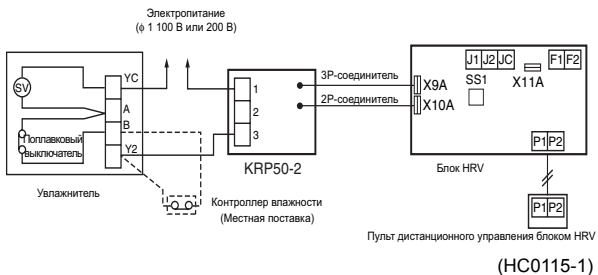 Электропитание
(ϕ 1 100 В или 200 В)
SV
YC
A
B
Y2
Поплавковый
выключатель
Увлажнитель
1
2
3
KRP50-2
Контроллер влажности
(Местная поставка)
3P-соединитель
2P-соединитель
J1 J2 JC
F1 F2
SS1
X11A
X9A
X10A
P1 P2
Блок HRV
P1 P2
Пульт дистанционного управления блоком HRV
(HC0115-1)